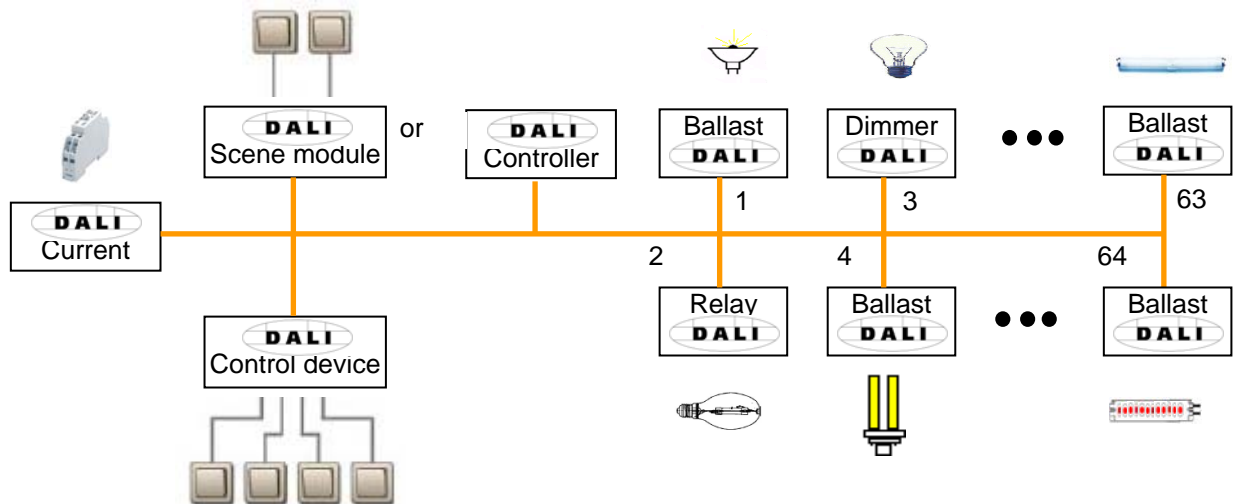 DALI
Scene module
or
DALI
Controller
Ballast
DALI
Dimmer
DALI
Ballast
DALI
1
3
63
DALI
Current
2
4
64
Relay
DALI
Ballast
DALI
Ballast
DALI
DALI
Control device